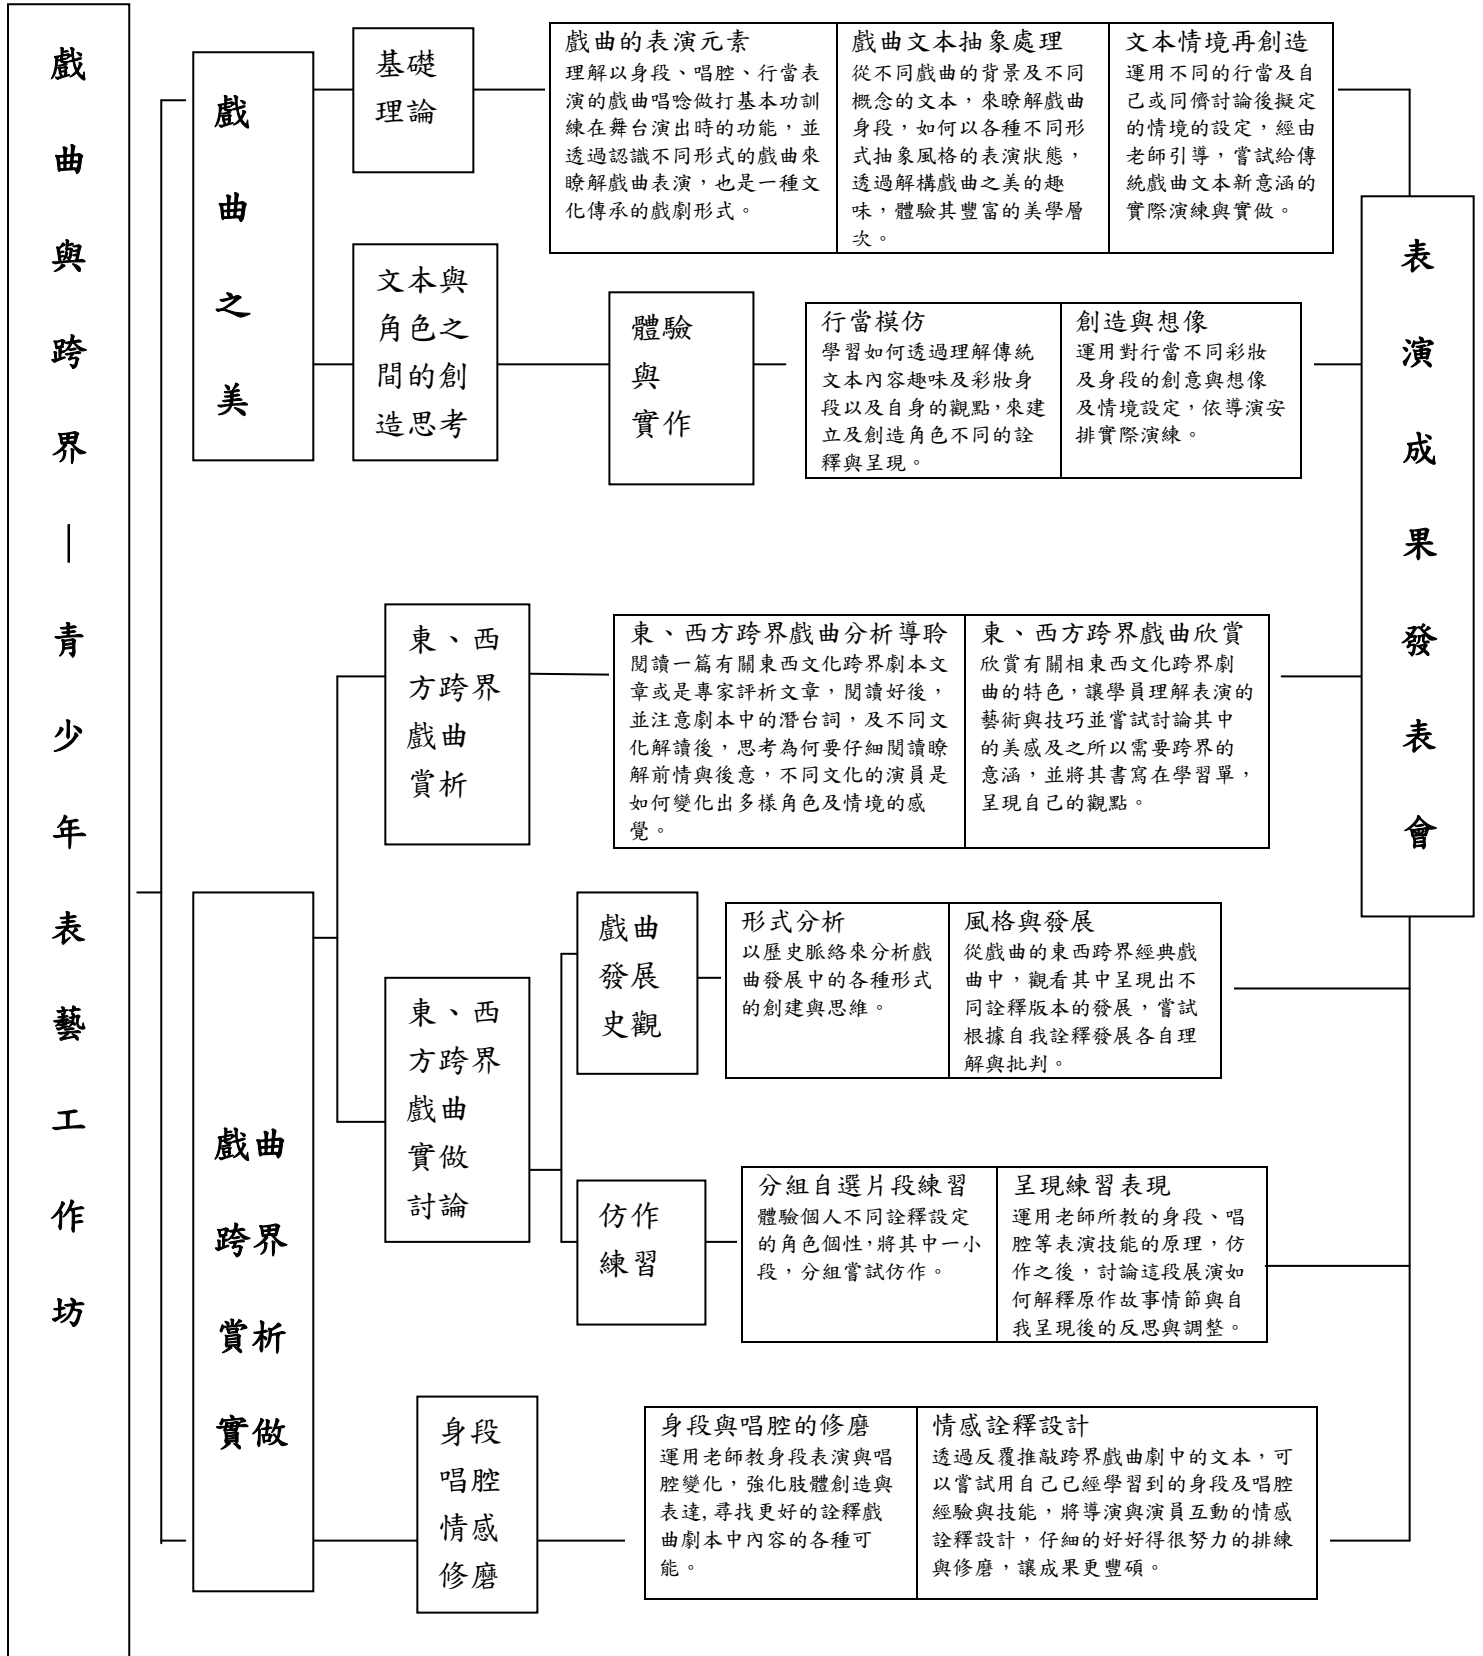 戲曲與跨界｜青少年表藝工作坊
戲曲之美
基礎
理論
戲曲的表演元素
理解以身段、唱腔、行當表
演的戲曲唱唸做打基本功訓
練在舞台演出時的功能，並
透過認識不同形式的戲曲來
瞭解戲曲表演，也是一種文
化傳承的戲劇形式。
戲曲文本抽象處理
從不同戲曲的背景及不同
概念的文本，來瞭解戲曲
身段，如何以各種不同形
式抽象風格的表演狀態，
透過解構戲曲之美的趣
味，體驗其豐富的美學層
次。
文本情境再創造
運用不同的行當及自
己或同儕討論後擬定
的情境的設定，經由
老師引導，嘗試給傳
統戲曲文本新意涵的
實際演練與實做。
文本與
角色之
間的創
造思考
體驗
與
實作
行當模仿
學習如何透過理解傳統
文本內容趣味及彩妝身
段以及自身的觀點，來建
立及創造角色不同的詮
釋與呈現。
創造與想像
運用對行當不同彩妝
及身段的創意與想像
及情境設定，依導演安
排實際演練。
表演成果發表會
戲曲
跨界
賞析
實做
東、西
方跨界
戲曲
賞析
東、西方跨界戲曲分析導聆
閱讀一篇有關東西文化跨界劇本文
章或是專家評析文章，閱讀好後，
並注意劇本中的潛台詞，及不同文
化解讀後，思考為何要仔細閱讀瞭
解前情與後意，不同文化的演員是
如何變化出多樣角色及情境的感
覺。
東、西方跨界戲曲欣賞
欣賞有關相東西文化跨界劇
曲的特色，讓學員理解表演的
藝術與技巧並嘗試討論其中
的美感及之所以需要跨界的
意涵，並將其書寫在學習單，
呈現自己的觀點。
東、西
方跨界
戲曲
實做
討論
戲曲
發展
史觀
形式分析
以歷史脈絡來分析戲
曲發展中的各種形式
的創建與思維。
風格與發展
從戲曲的東西跨界經典戲
曲中，觀看其中呈現出不
同詮釋版本的發展，嘗試
根據自我詮釋發展各自理
解與批判。
仿作
練習
分組自選片段練習
體驗個人不同詮釋設定
的角色個性，將其中一小
段，分組嘗試仿作。
呈現練習表現
運用老師所教的身段、唱
腔等表演技能的原理，仿
作之後，討論這段展演如
何解釋原作故事情節與自
我呈現後的反思與調整。
身段
唱腔
情感
修磨
身段與唱腔的修磨
運用老師教身段表演與唱
腔變化，強化肢體創造與
表達,尋找更好的詮釋戲
曲劇本中內容的各種可
能。
情感詮釋設計
透過反覆推敲跨界戲曲劇中的文本，可
以嘗試用自己已經學習到的身段及唱腔
經驗與技能，將導演與演員互動的情感
詮釋設計，仔細的好好得很努力的排練
與修磨，讓成果更豐碩。